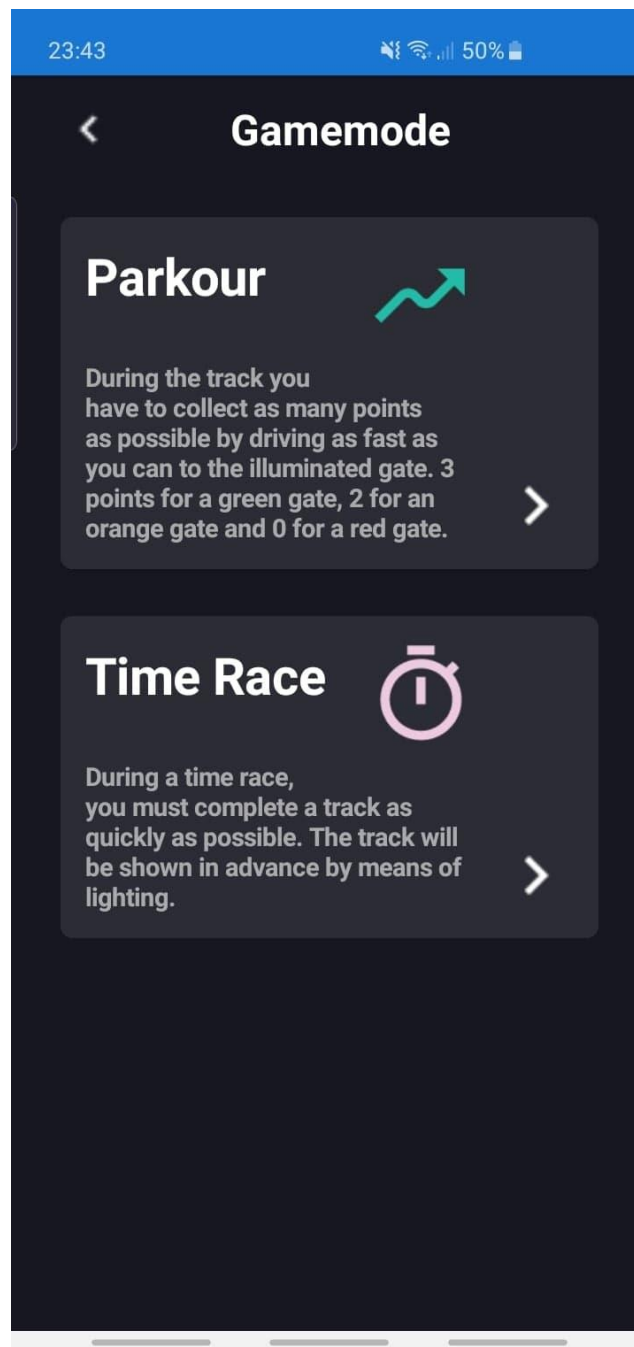 23:43
50%
Gamemode
Parkour
During the track you
have to collect as many points
as possible by driving as fast as
you can to the illuminated gate. 3
points for a green gate, 2 for an
orange gate and 0 for a red gate.
Time Race
During a time race,
you must complete a track as
quickly as possible. The track will
be shown in advance by means of
lighting.